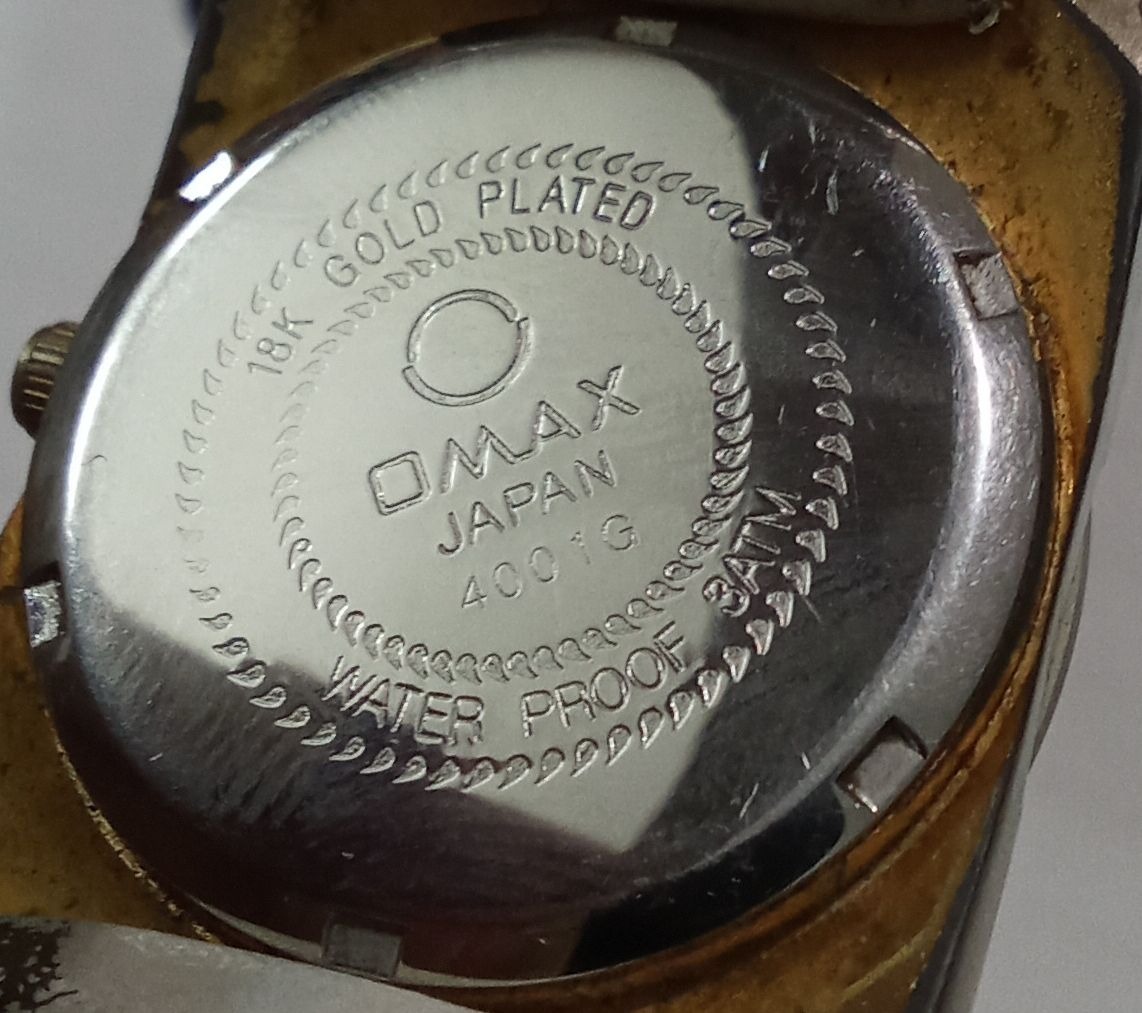 18K GOLD PLATED
OMAX
JAPAN
4001G
WATER PROOF 3ATM